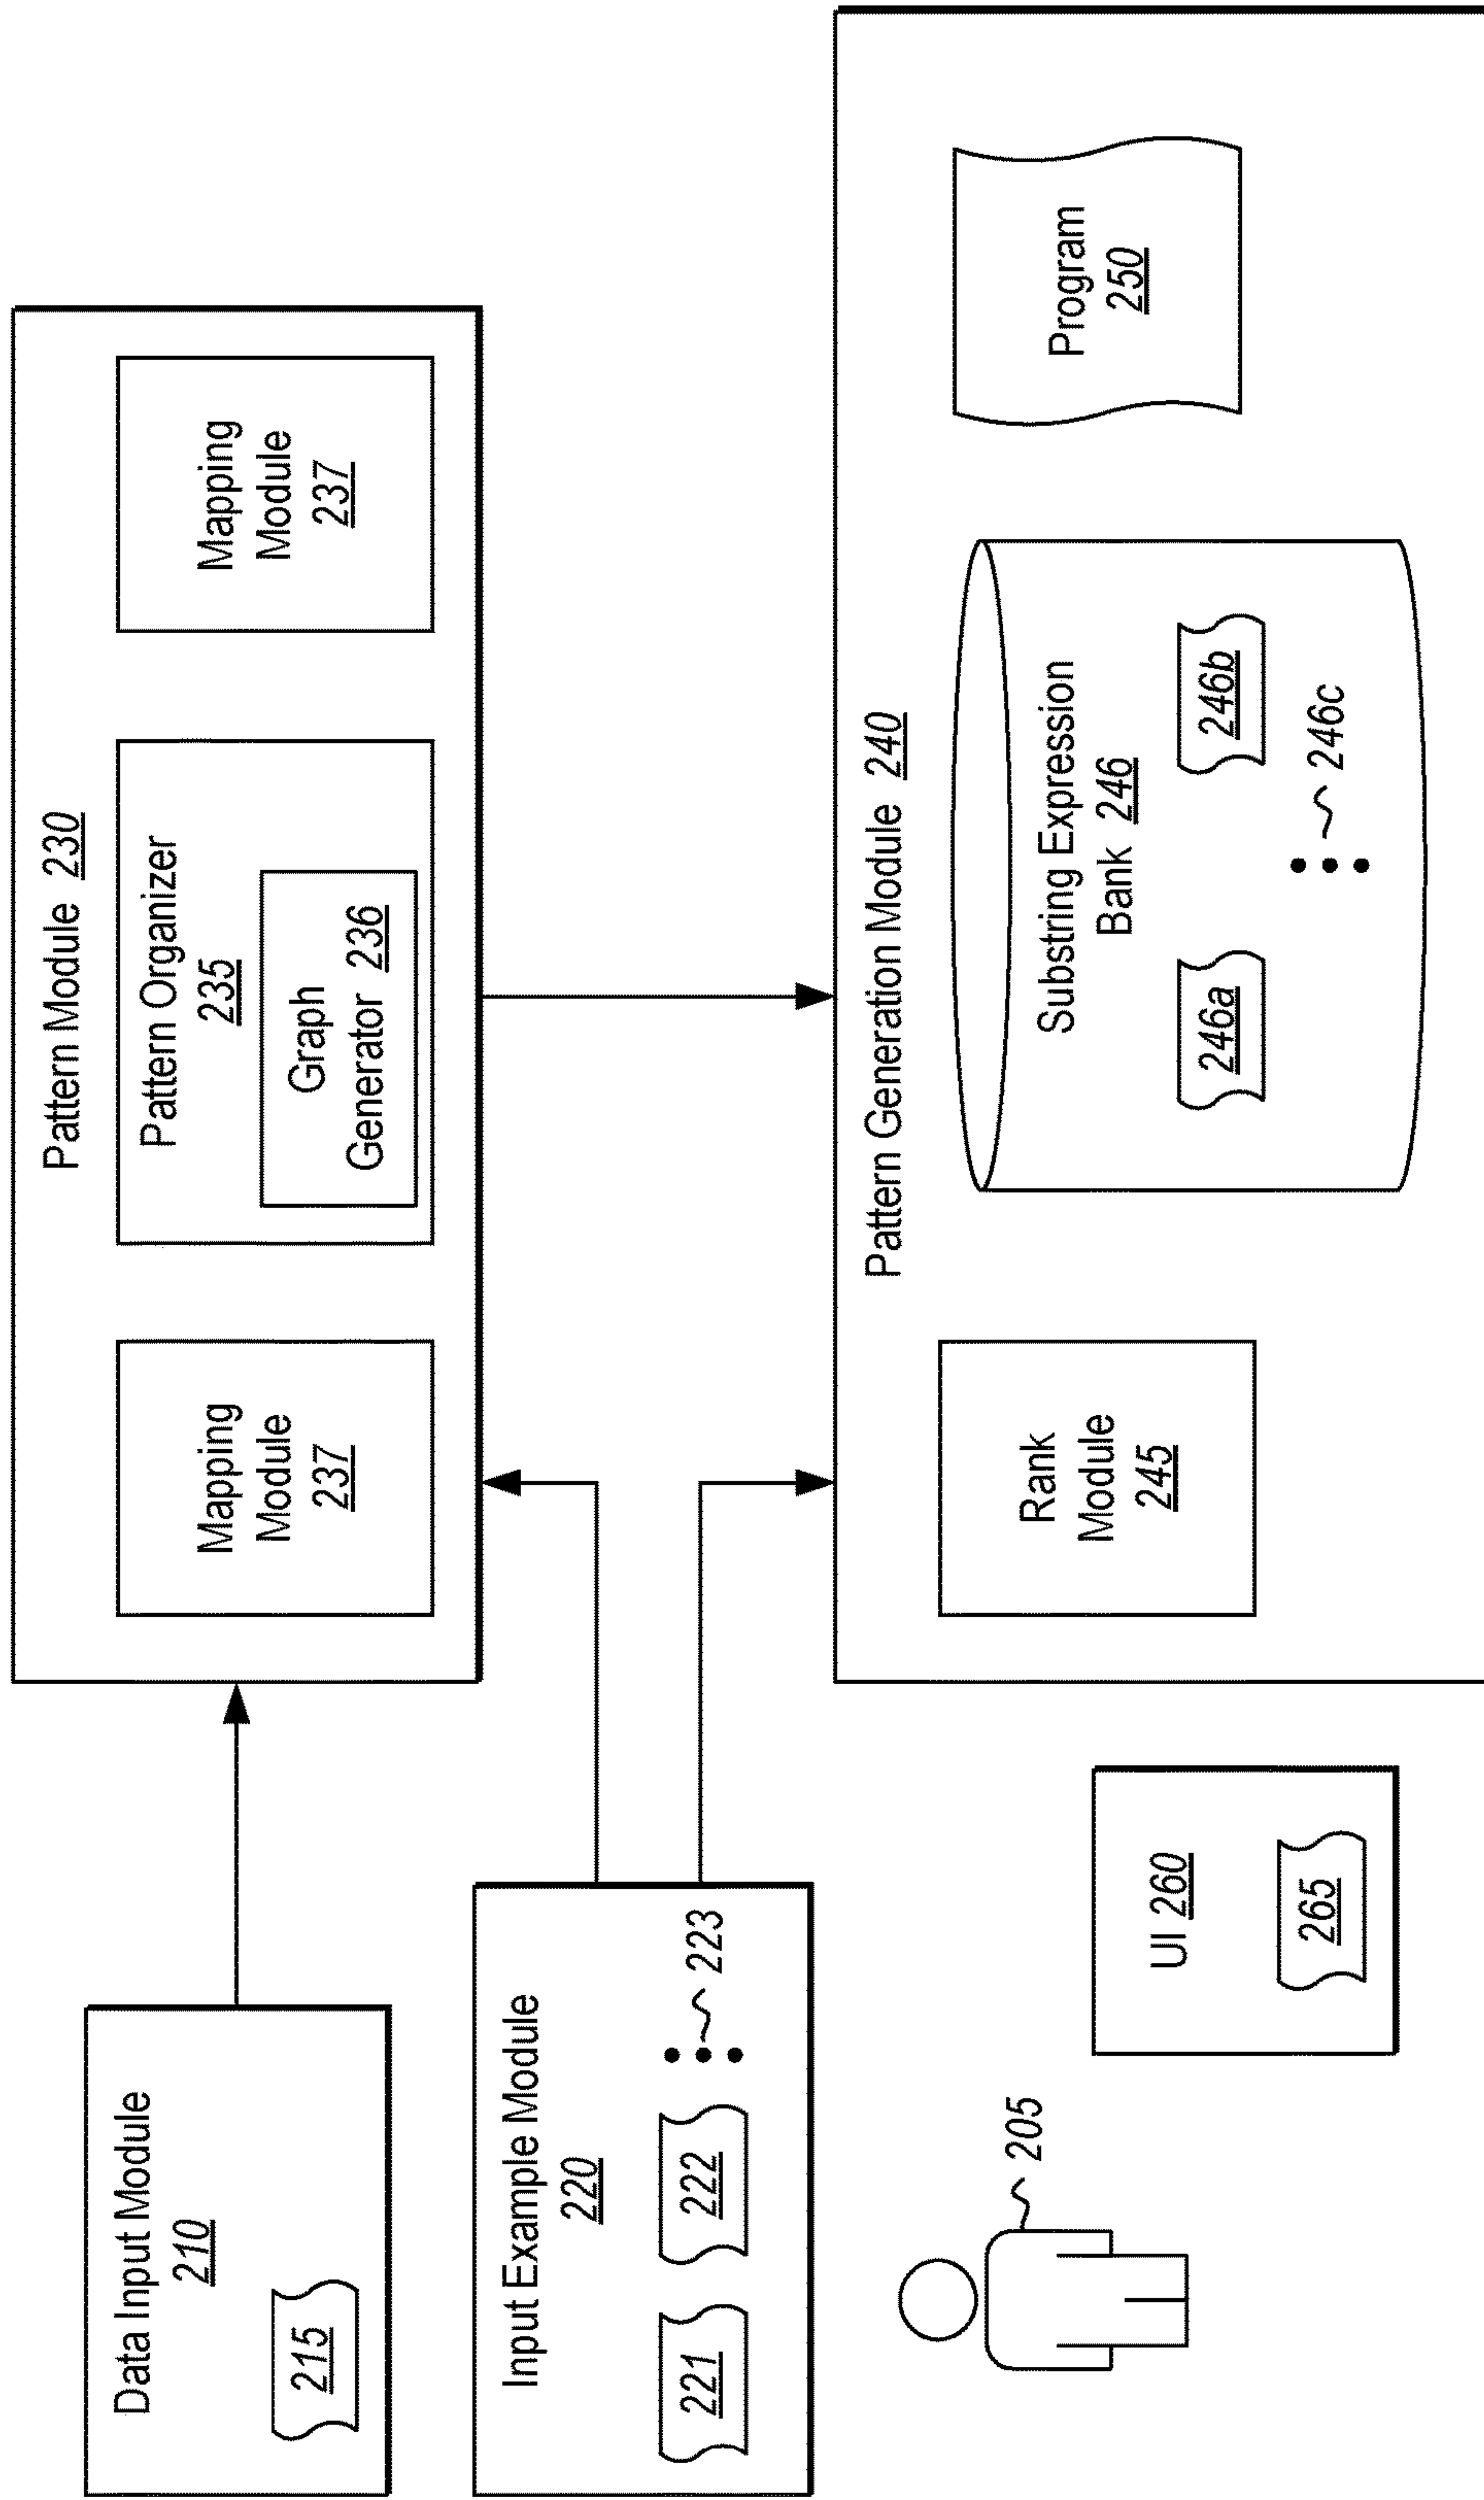 Data Input Module
210
215
Input Example Module
220
221
222
223
205
UI 260
265
Pattern Module 230
Mapping
Module
237
Pattern Organizer
235
Graph
Generator 236
Mapping
Module
237
Pattern Generation Module 240
Rank
Module
245
Substring Expression
Bank 246
246a
246b
246c
Program
250